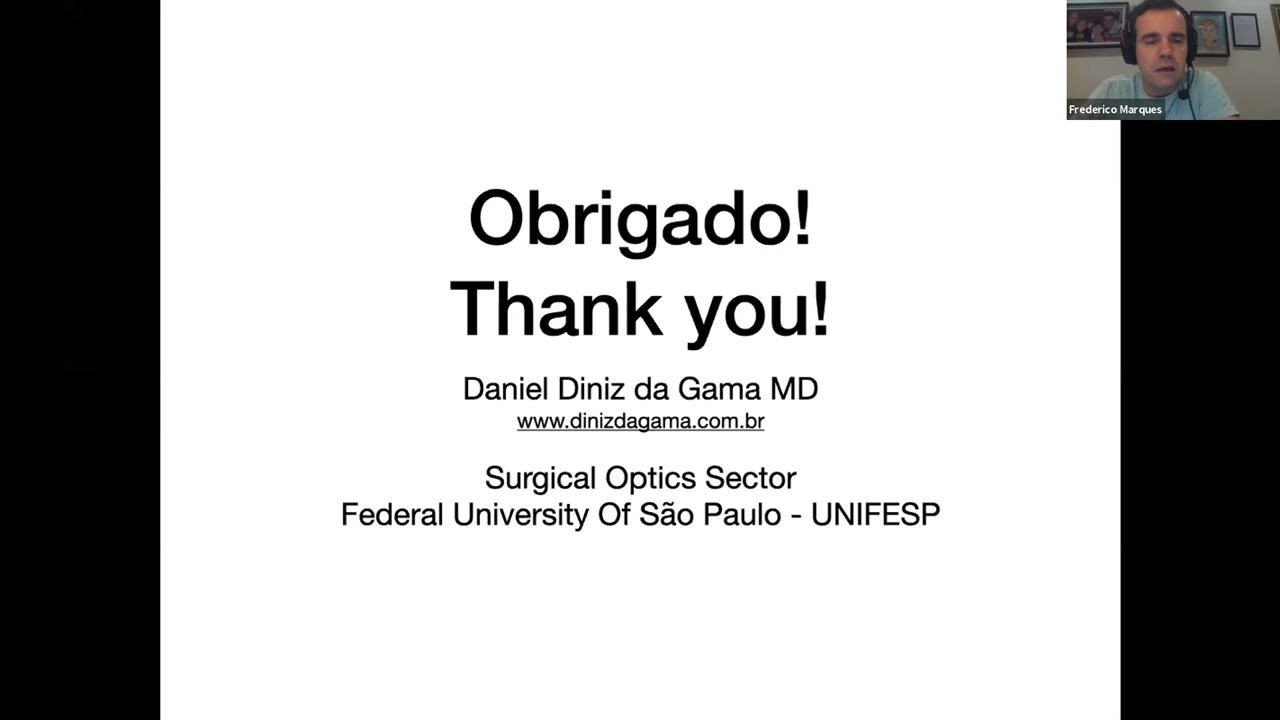 Frederico Marques
Obrigado!
Thank you!
Daniel Diniz da Gama MD
www.dinizdagama.com.br
Surgical Optics Sector
Federal University Of São Paulo - UNIFESP